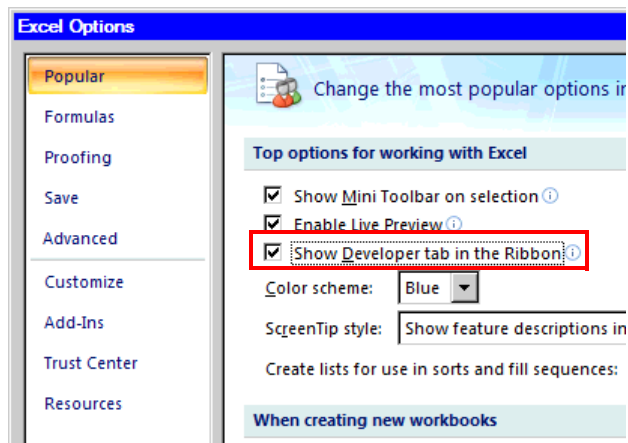 Excel Options
Popular
Formulas
Proofing
Save
Advanced
Customize
Add-Ins
Trust Center
Resources
Change the most popular options in
Top options for working with Excel
Show Mini Toolbar on selection
Enable Live Preview
Show Developer tab in the Ribbon
Color scheme: Blue
ScreenTip style: Show feature descriptions in
Create lists for use in sorts and fill sequences:
When creating new workbooks